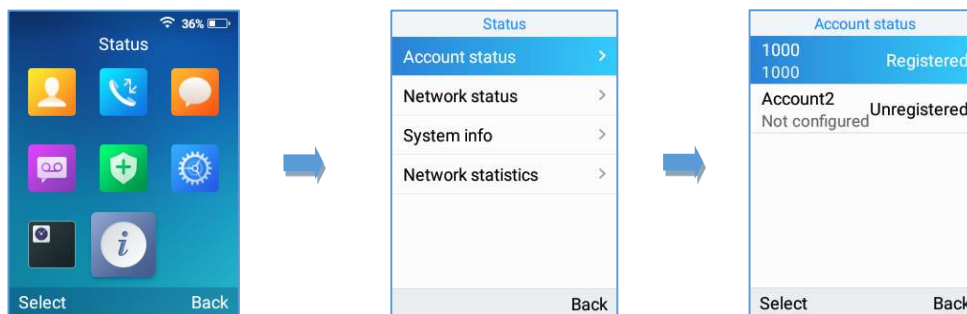 36%
Status
Select Back
Status
Account status
Network status
System info
Network statistics
Back
Account status
1000
1000
Registered
Account2
Not configured
Unregistered
Select Back